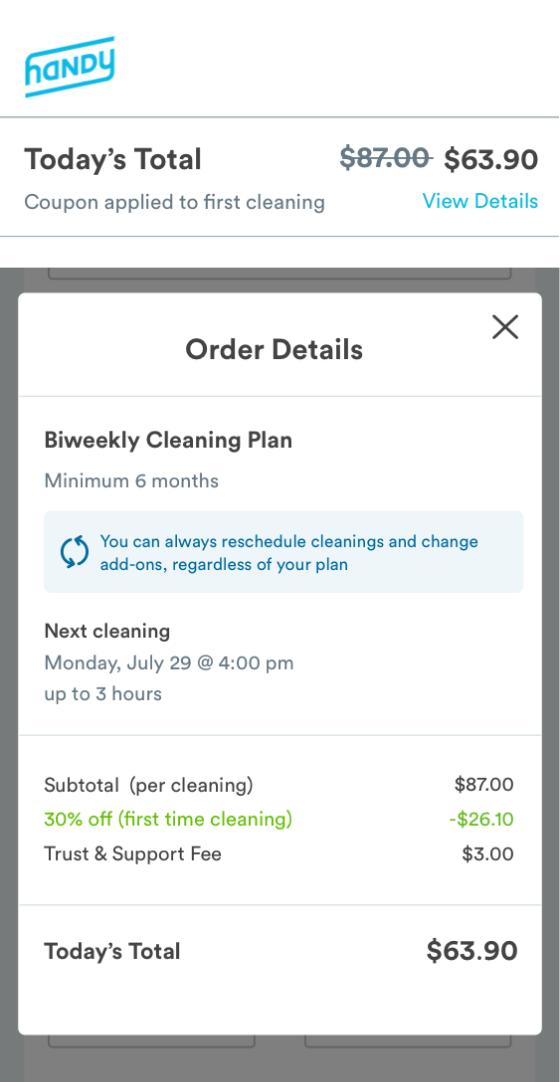 handy
Today’s Total $87.00 $63.90
Coupon applied to first cleaning View Details
Order Details
Biweekly Cleaning Plan
Minimum 6 months
You can always reschedule cleanings and change
add-ons, regardless of your plan
Next cleaning
Monday, July 29 @ 4:00 pm
up to 3 hours
Subtotal (per cleaning) $87.00
30% off (first time cleaning) -$26.10
Trust & Support Fee $3.00
Today’s Total $63.90